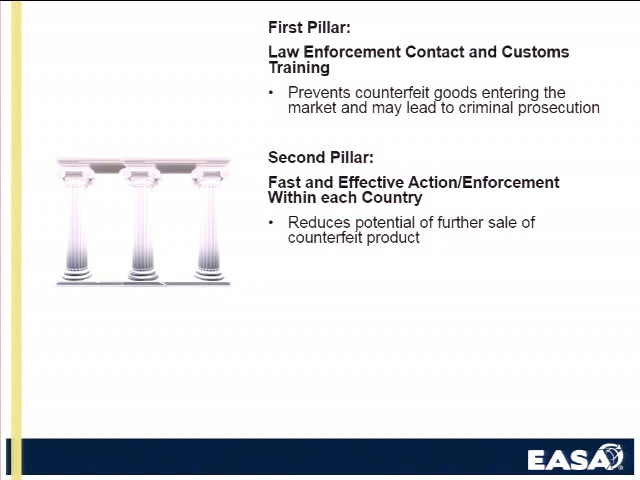 First Pillar:
Law Enforcement Contact and Customs
Training
• Prevents counterfeit goods entering the
market and may lead to criminal prosecution
Second Pillar:
Fast and Effective Action/Enforcement
Within each Country
• Reduces potential of further sale of
counterfeit product
EASA